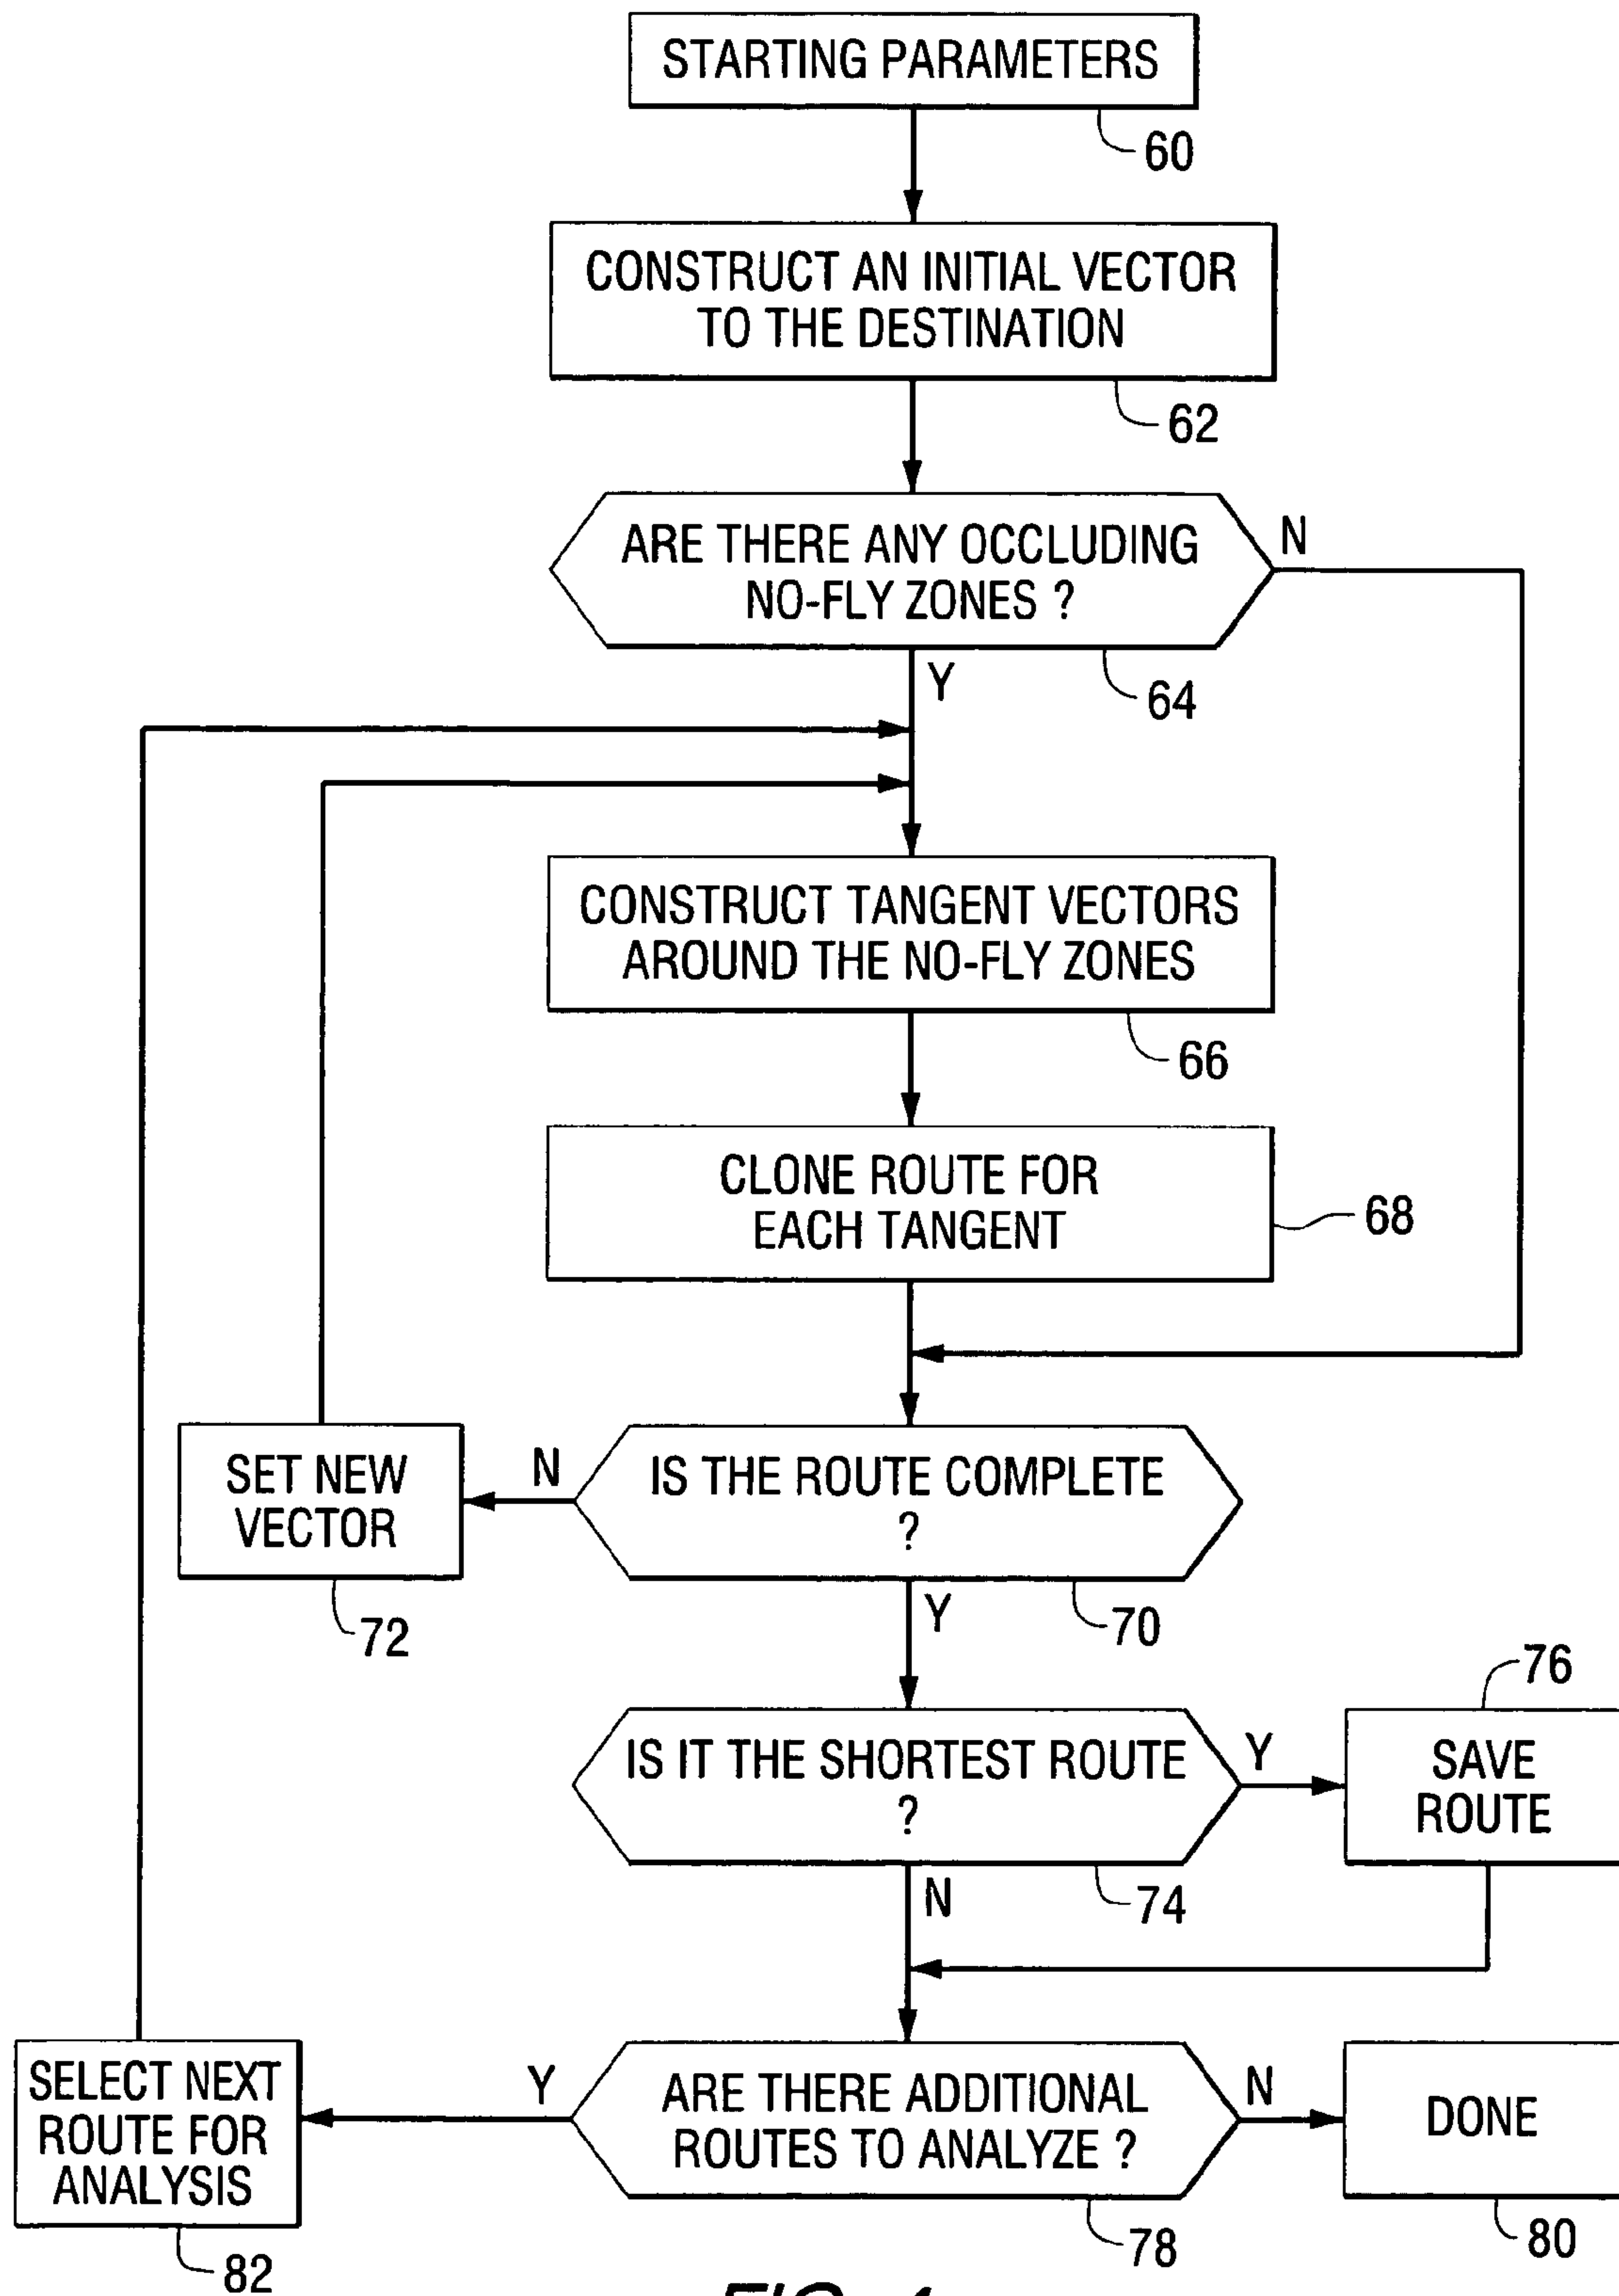 STARTING PARAMETERS
60
CONSTRUCT AN INITIAL VECTOR
TO THE DESTINATION
62
ARE THERE ANY OCCLUDING
NO-FLY ZONES ?
N
Y
64
CONSTRUCT TANGENT VECTORS
AROUND THE NO-FLY ZONES
66
CLONE ROUTE FOR
EACH TANGENT
68
SET NEW
VECTOR
72
N
IS THE ROUTE COMPLETE
?
Y
70
76
IS IT THE SHORTEST ROUTE
?
Y
SAVE
ROUTE
N
74
SELECT NEXT
ROUTE FOR
ANALYSIS
82
Y
ARE THERE ADDITIONAL
ROUTES TO ANALYZE ?
N
DONE
78
80